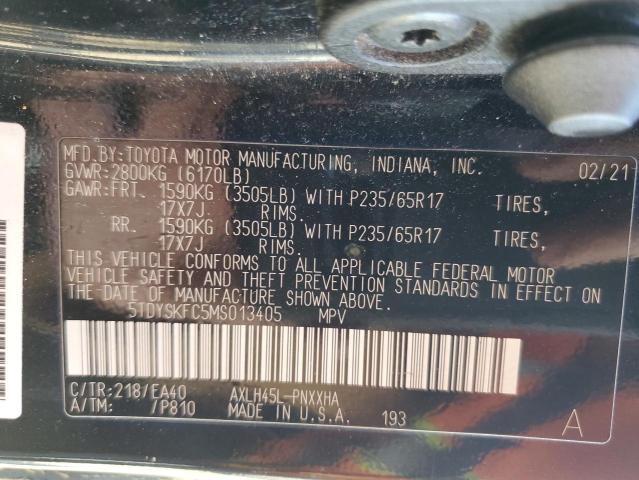 MFD.BY:TOYOTA MOTOR MANUFACTURING, INDIANA, INC. 02/21
GVWR:2800KG (6170LB)
GAWR:FRT. 1590KG (3505LB) WITH P235/65R17 TIRES,
17X7J. RIMS.
RR. 1590KG (3505LB) WITH P235/65R17 TIRES,
17X7J RIMS.
THIS VEHICLE CONFORMS TO ALL APPLICABLE FEDERAL MOTOR
VEHICLE SAFETY AND THEFT PREVENTION STANDARDS IN EFFECT ON
THE DATE OF MANUFACTURE SHOWN ABOVE.
5TDYSKFC5MS013405 MPV
C/TR:218/EA40 AXLH45L-PNXXHA
A/TM: /P810 MADE IN U.S.A. 193 A